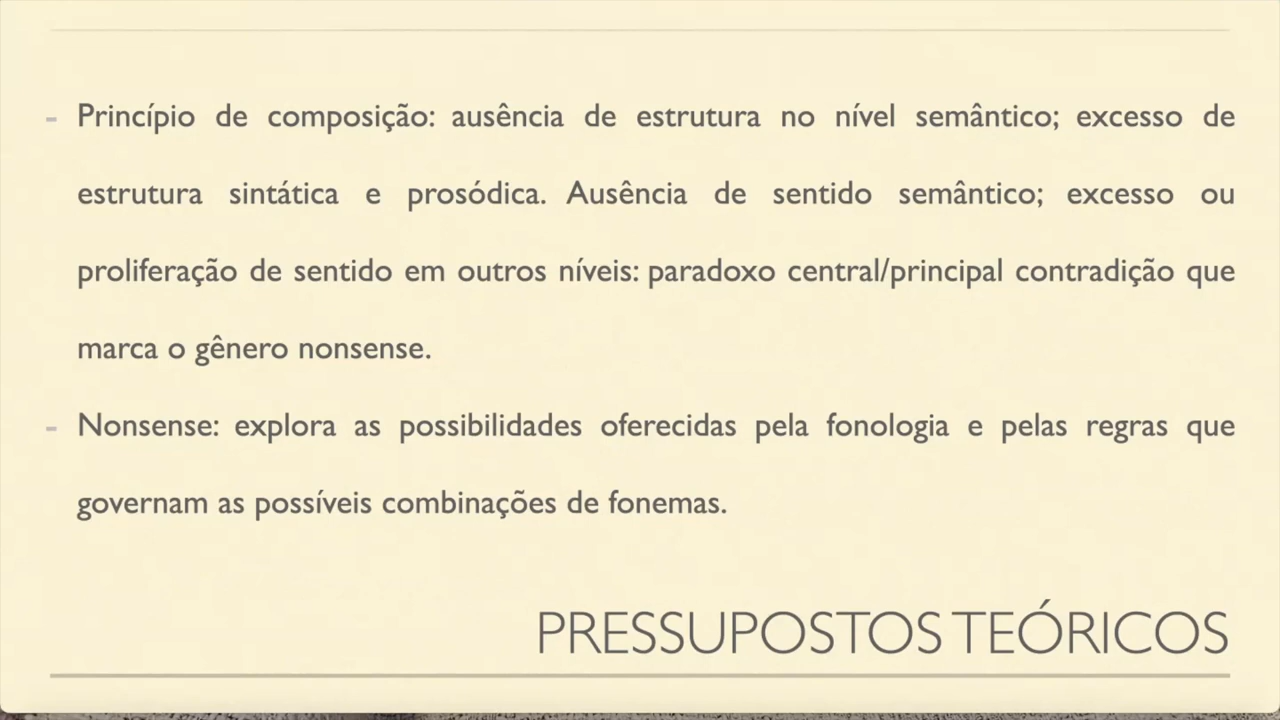 - Princípio de composição: ausência de estrutura no nível semântico; excesso de
estrutura sintática e prosódica. Ausência de sentido semântico; excesso ou
proliferação de sentido em outros níveis: paradoxo central/principal contradição que
marca o gênero nonsense.
- Nonsense: explora as possibilidades oferecidas pela fonologia e pelas regras que
governam as possíveis combinações de fonemas.
PRESSUPOSTOS TEÓRICOS